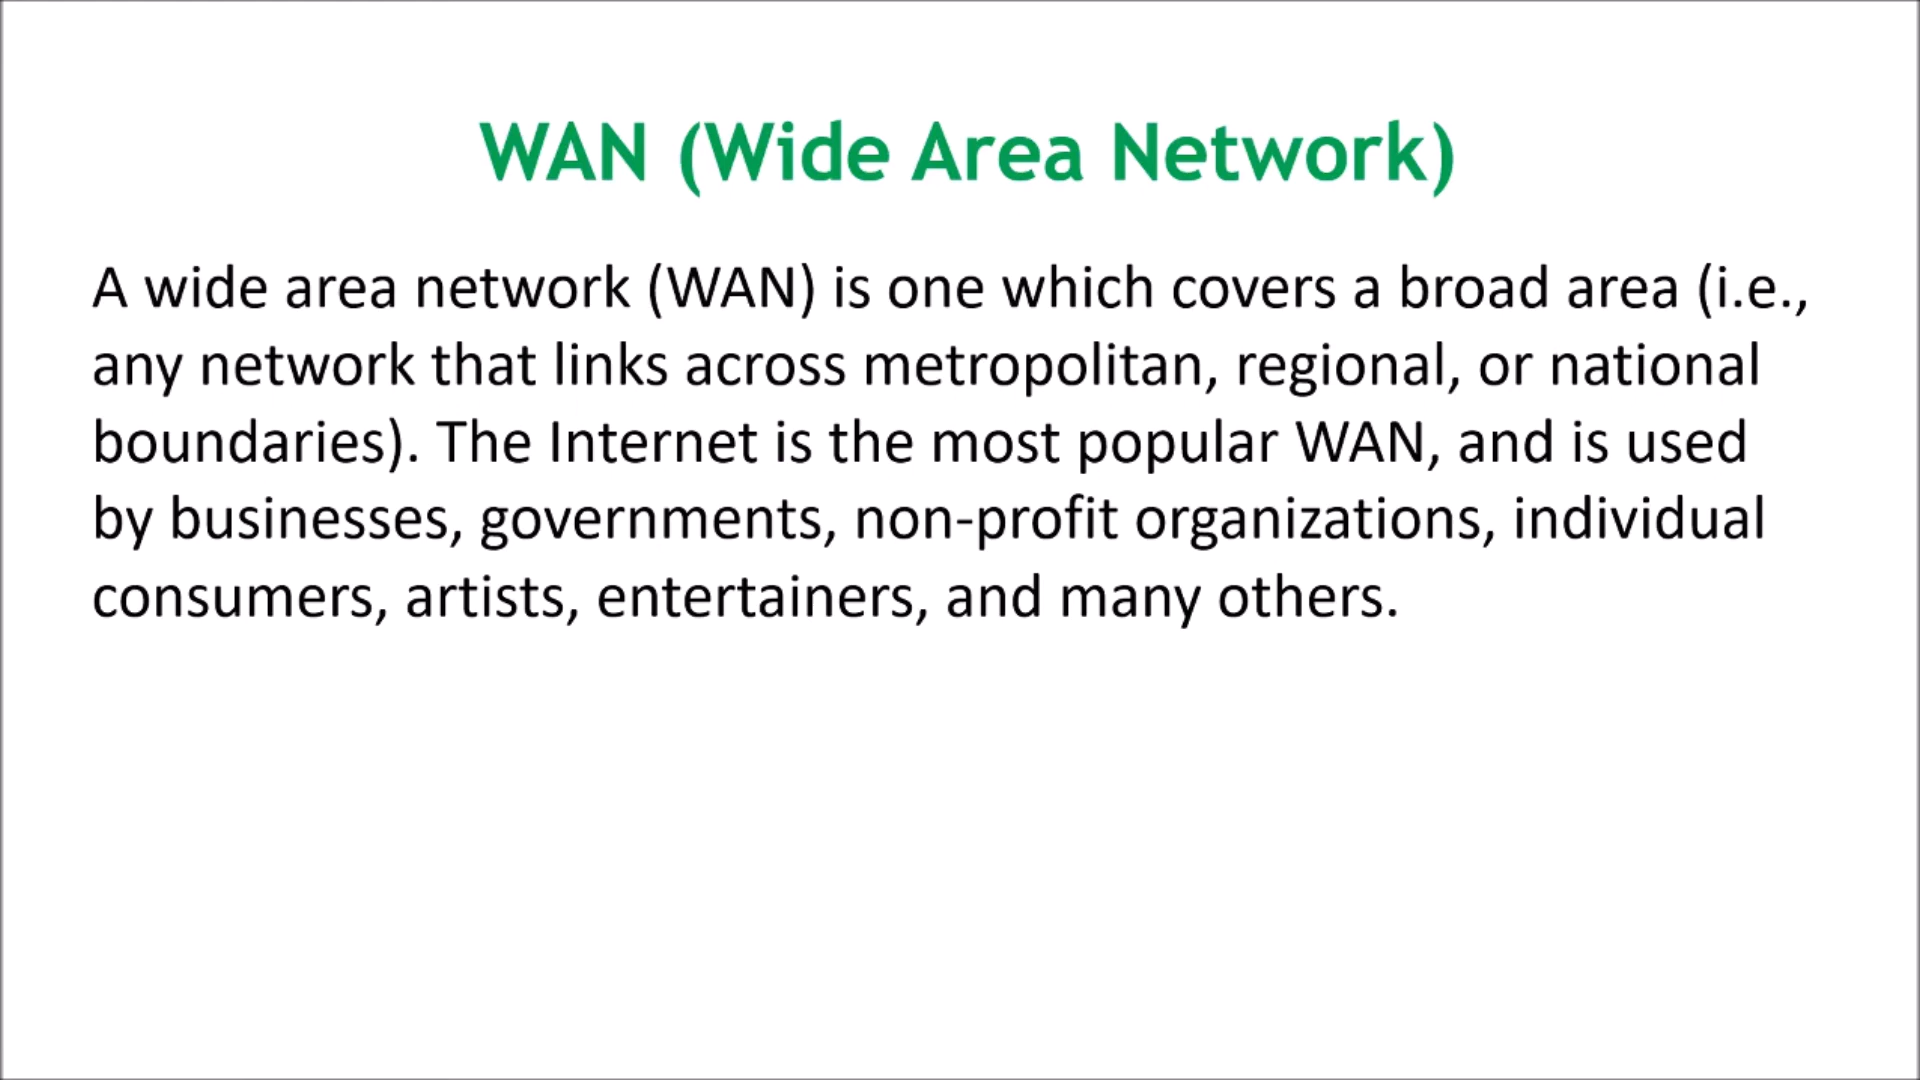 WAN (Wide Area Network)
A wide area network (WAN) is one which covers a broad area (i.e.,
any network that links across metropolitan, regional, or national
boundaries). The Internet is the most popular WAN, and is used
by businesses, governments, non-profit organizations, individual
consumers, artists, entertainers, and many others.